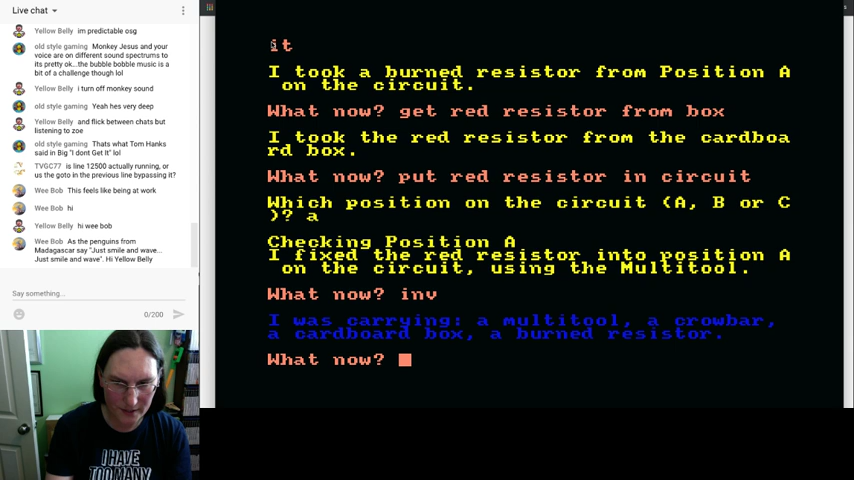 Live chat
Yellow Belly im predictable osg
old style gaming Monkey Jesus and your
voice are on different sound spectrums to
its pretty ok...the bubble bobble music is a
bit of a challenge though lol
Yellow Belly i turn off monkey sound
old style gaming Yeah hes very deep
Yellow Belly and flick between chats but
listening to zoe
old style gaming Thats what Tom Hanks
said in Big "I dont Get It" lol
TVGC77 is line 12500 actually running, or
us the goto in the previous line bypassing it?
Wee Bob This feels like being at work
Wee Bob hi
Yellow Belly hi wee bob
Wee Bob As the penguins from
Madagascar say "Just smile and wave...
Just smile and wave". Hi Yellow Belly
Say something...
0/200
I HAVE
TOO MANY
it
I took a burned resistor from Position A
on the circuit.
What now? get red resistor from box
I took the red resistor from the cardboa
rd box.
What now? put red resistor in circuit
Which position on the circuit (A, B or C
)? a
Checking Position A
I fixed the red resistor into position A
on the circuit, using the Multitool.
What now? inv
I was carrying: a multitool, a crowbar,
a cardboard box, a burned resistor.
What now?